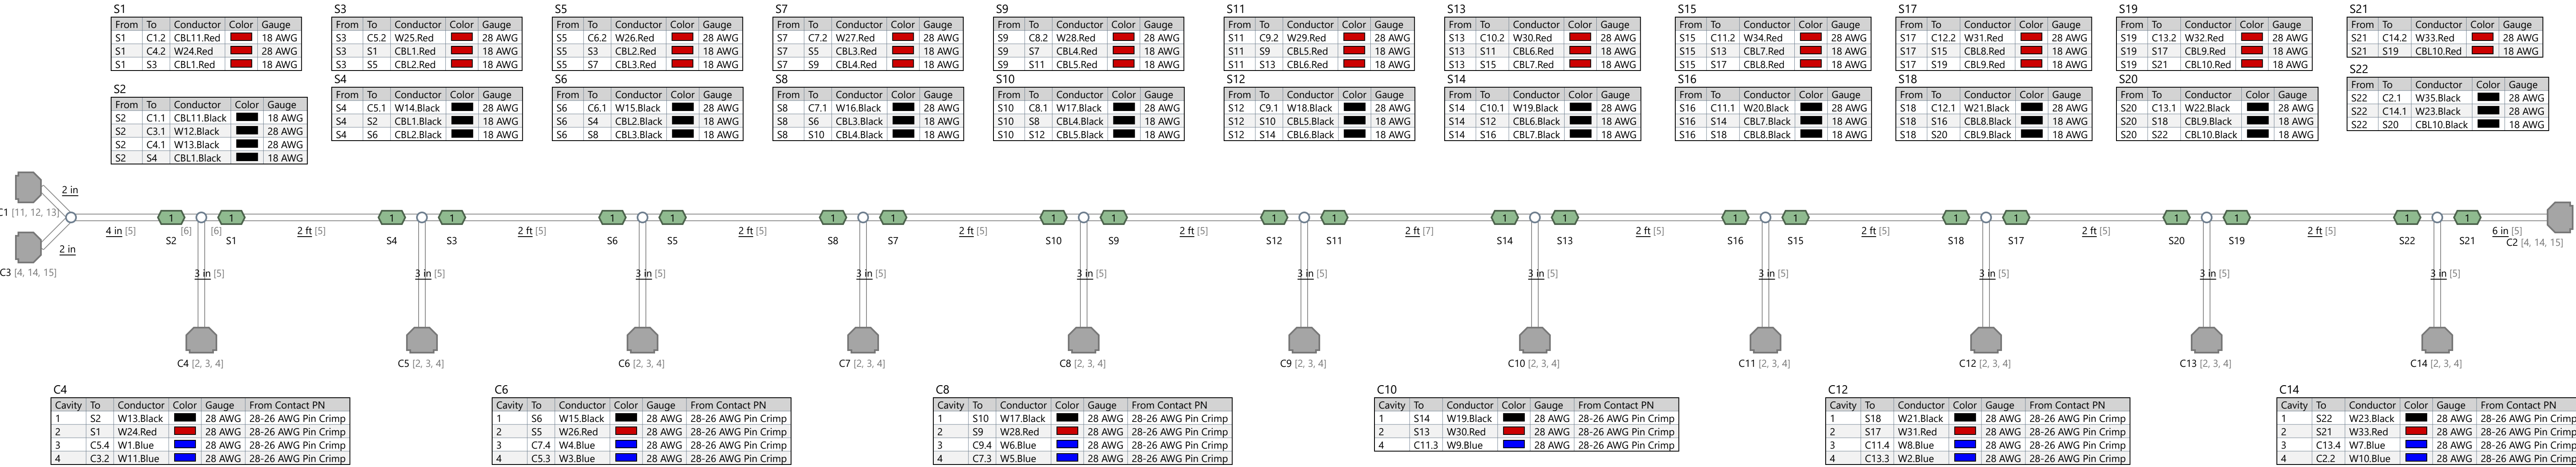 S1
From To Conductor Color Gauge
S1 C1.2 CBL11.Red 18 AWG
S1 C4.2 W24.Red 28 AWG
S1 S3 CBL1.Red 18 AWG
S3
From To Conductor Color Gauge
S3 C5.2 W25.Red 28 AWG
S3 S1 CBL1.Red 18 AWG
S3 S5 CBL2.Red 18 AWG
S5
From To Conductor Color Gauge
S5 C6.2 W26.Red 28 AWG
S5 S3 CBL2.Red 18 AWG
S5 S7 CBL3.Red 18 AWG
S7
From To Conductor Color Gauge
S7 C7.2 W27.Red 28 AWG
S7 S5 CBL3.Red 18 AWG
S7 S9 CBL4.Red 18 AWG
S9
From To Conductor Color Gauge
S9 C8.2 W28.Red 28 AWG
S9 S7 CBL4.Red 18 AWG
S9 S11 CBL5.Red 18 AWG
S11
From To Conductor Color Gauge
S11 C9.2 W29.Red 28 AWG
S11 S9 CBL5.Red 18 AWG
S11 S13 CBL6.Red 18 AWG
S13
From To Conductor Color Gauge
S13 C10.2 W30.Red 28 AWG
S13 S11 CBL6.Red 18 AWG
S13 S15 CBL7.Red 18 AWG
S15
From To Conductor Color Gauge
S15 C11.2 W34.Red 28 AWG
S15 S13 CBL7.Red 18 AWG
S15 S17 CBL8.Red 18 AWG
S17
From To Conductor Color Gauge
S17 C12.2 W31.Red 28 AWG
S17 S15 CBL8.Red 18 AWG
S17 S19 CBL9.Red 18 AWG
S19
From To Conductor Color Gauge
S19 C13.2 W32.Red 28 AWG
S19 S17 CBL9.Red 18 AWG
S19 S21 CBL10.Red 18 AWG
S21
From To Conductor Color Gauge
S21 C14.2 W33.Red 28 AWG
S21 S19 CBL10.Red 18 AWG
S2
From To Conductor Color Gauge
S2 C1.1 CBL11.Black 18 AWG
S2 C3.1 W12.Black 28 AWG
S2 C4.1 W13.Black 28 AWG
S2 S4 CBL1.Black 18 AWG
S4
From To Conductor Color Gauge
S4 C5.1 W14.Black 28 AWG
S4 S2 CBL1.Black 18 AWG
S4 S6 CBL2.Black 18 AWG
S6
From To Conductor Color Gauge
S6 C6.1 W15.Black 28 AWG
S6 S4 CBL2.Black 18 AWG
S6 S8 CBL3.Black 18 AWG
S8
From To Conductor Color Gauge
S8 C7.1 W16.Black 28 AWG
S8 S6 CBL3.Black 18 AWG
S8 S10 CBL4.Black 18 AWG
S10
From To Conductor Color Gauge
S10 C8.1 W17.Black 28 AWG
S10 S8 CBL4.Black 18 AWG
S10 S12 CBL5.Black 18 AWG
S12
From To Conductor Color Gauge
S12 C9.1 W18.Black 28 AWG
S12 S10 CBL5.Black 18 AWG
S12 S14 CBL6.Black 18 AWG
S14
From To Conductor Color Gauge
S14 C10.1 W19.Black 28 AWG
S14 S12 CBL6.Black 18 AWG
S14 S16 CBL7.Black 18 AWG
S16
From To Conductor Color Gauge
S16 C11.1 W20.Black 28 AWG
S16 S14 CBL7.Black 18 AWG
S16 S18 CBL8.Black 18 AWG
S18
From To Conductor Color Gauge
S18 C12.1 W21.Black 28 AWG
S18 S16 CBL8.Black 18 AWG
S18 S20 CBL9.Black 18 AWG
S20
From To Conductor Color Gauge
S20 C13.1 W22.Black 28 AWG
S20 S18 CBL9.Black 18 AWG
S20 S22 CBL10.Black 18 AWG
S22
From To Conductor Color Gauge
S22 C2.1 W35.Black 28 AWG
S22 C14.1 W23.Black 28 AWG
S22 S20 CBL10.Black 18 AWG
2 in
C1 [11, 12, 13]
1 1 1 1 1 1 1 1 1 1 1 1 1 1 1 1 1 1 1 1 1 1
4 in [5] S2 [6] [6] S1 2 ft [5] S4 S3 2 ft [5] S6 S5 2 ft [5] S8 S7 2 ft [5] S10 S9 2 ft [5] S12 S11 2 ft [7] S14 S13 2 ft [5] S16 S15 2 ft [5] S18 S17 2 ft [5] S20 S19 2 ft [5] S22 S21 6 in [5]
C2 [4, 14, 15]
2 in
C3 [4, 14, 15]
3 in [5] 3 in [5] 3 in [5] 3 in [5] 3 in [5] 3 in [5] 3 in [5] 3 in [5] 3 in [5] 3 in [5] 3 in [5]
C4 [2, 3, 4] C5 [2, 3, 4] C6 [2, 3, 4] C7 [2, 3, 4] C8 [2, 3, 4] C9 [2, 3, 4] C10 [2, 3, 4] C11 [2, 3, 4] C12 [2, 3, 4] C13 [2, 3, 4] C14 [2, 3, 4]
C4
Cavity To Conductor Color Gauge From Contact PN
1 S2 W13.Black 28 AWG 28-26 AWG Pin Crimp
2 S1 W24.Red 28 AWG 28-26 AWG Pin Crimp
3 C5.4 W1.Blue 28 AWG 28-26 AWG Pin Crimp
4 C3.2 W11.Blue 28 AWG 28-26 AWG Pin Crimp
C6
Cavity To Conductor Color Gauge From Contact PN
1 S6 W15.Black 28 AWG 28-26 AWG Pin Crimp
2 S5 W26.Red 28 AWG 28-26 AWG Pin Crimp
3 C7.4 W4.Blue 28 AWG 28-26 AWG Pin Crimp
4 C5.3 W3.Blue 28 AWG 28-26 AWG Pin Crimp
C8
Cavity To Conductor Color Gauge From Contact PN
1 S10 W17.Black 28 AWG 28-26 AWG Pin Crimp
2 S9 W28.Red 28 AWG 28-26 AWG Pin Crimp
3 C9.4 W6.Blue 28 AWG 28-26 AWG Pin Crimp
4 C7.3 W5.Blue 28 AWG 28-26 AWG Pin Crimp
C10
Cavity To Conductor Color Gauge From Contact PN
1 S14 W19.Black 28 AWG 28-26 AWG Pin Crimp
2 S13 W30.Red 28 AWG 28-26 AWG Pin Crimp
4 C11.3 W9.Blue 28 AWG 28-26 AWG Pin Crimp
C12
Cavity To Conductor Color Gauge From Contact PN
1 S18 W21.Black 28 AWG 28-26 AWG Pin Crimp
2 S17 W31.Red 28 AWG 28-26 AWG Pin Crimp
3 C11.4 W8.Blue 28 AWG 28-26 AWG Pin Crimp
4 C13.3 W2.Blue 28 AWG 28-26 AWG Pin Crimp
C14
Cavity To Conductor Color Gauge From Contact PN
1 S22 W23.Black 28 AWG 28-26 AWG Pin Crimp
2 S21 W33.Red 28 AWG 28-26 AWG Pin Crimp
3 C13.4 W7.Blue 28 AWG 28-26 AWG Pin Crimp
4 C2.2 W10.Blue 28 AWG 28-26 AWG Pin Crimp